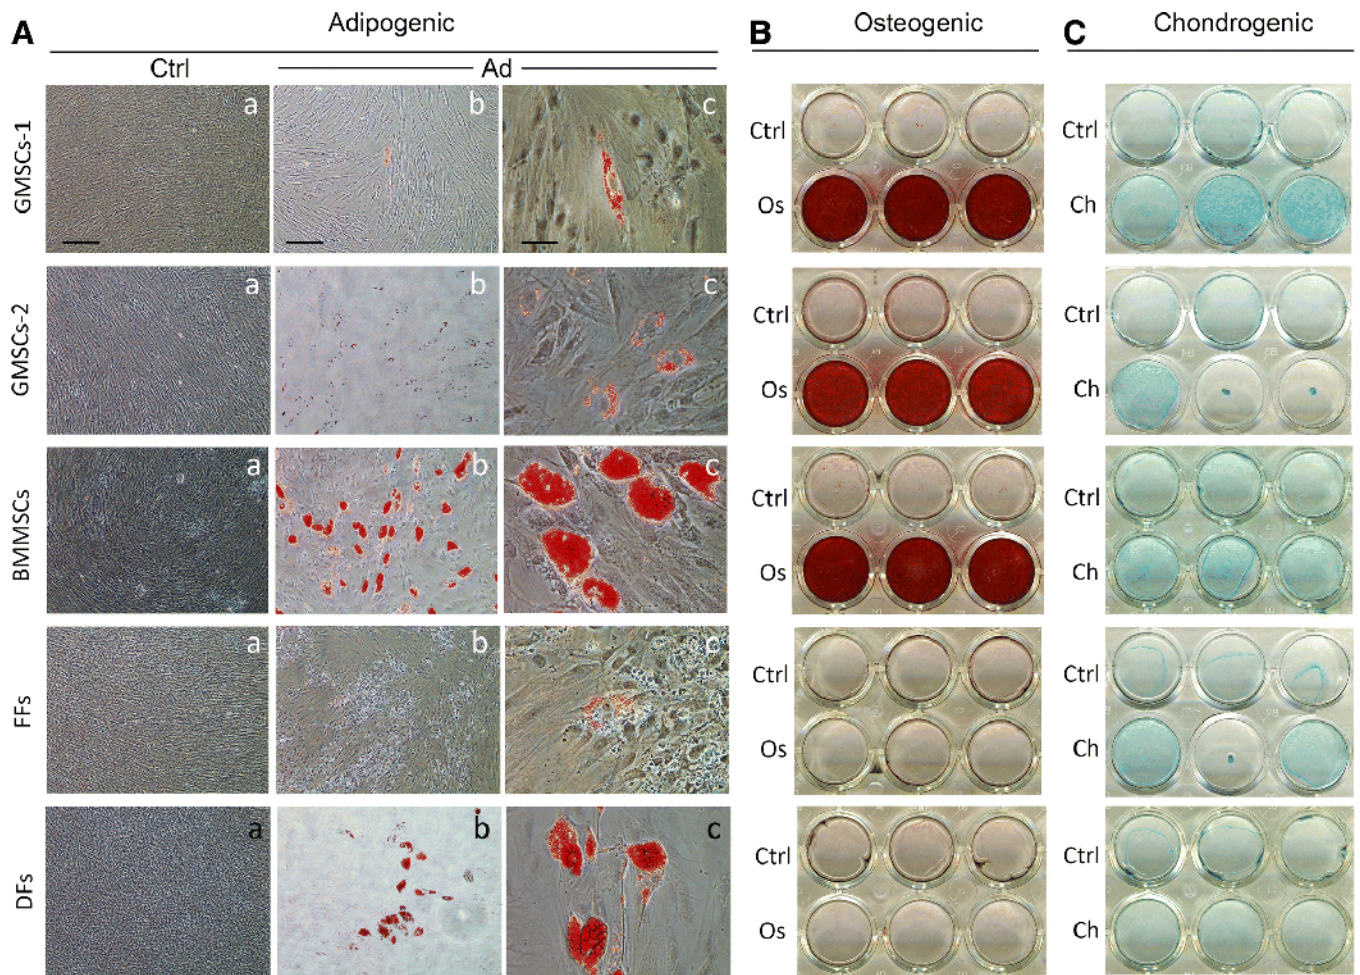 A
Adipogenic
Ctrl
Ad
B
Osteogenic
C
Chondrogenic
GMSCs-1
a
b
c
Ctrl
Os
Ctrl
Ch
GMSCs-2
a
b
c
Ctrl
Os
Ctrl
Ch
BMMSCs
a
b
c
Ctrl
Os
Ctrl
Ch
FFs
a
b
c
Ctrl
Os
Ctrl
Ch
DFs
a
b
c
Ctrl
Os
Ctrl
Ch